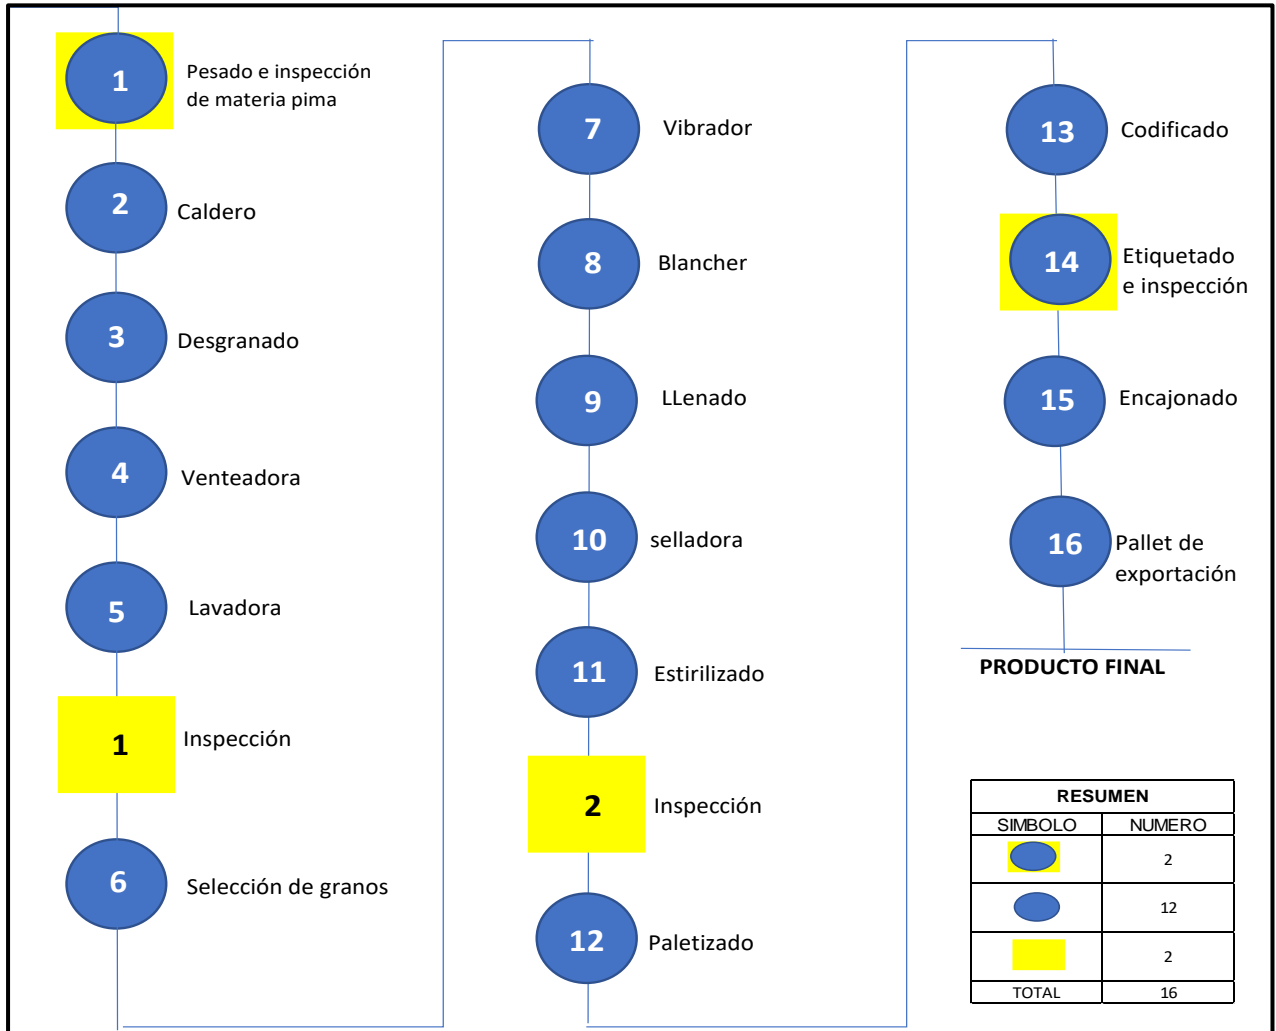 1
Pesado e inspección
de materia pima
2
Caldero
3
Desgranado
4
Venteadora
5
Lavadora
1
Inspección
6
Selección de granos
7
Vibrador
8
Blancher
9
LLenado
10
selladora
11
Estirilizado
2
Inspección
12
Paletizado
13
Codificado
14
Etiquetado
e inspección
15
Encajonado
16
Pallet de
exportación
PRODUCTO FINAL
RESUMEN
SIMBOLO NUMERO
2
12
2
TOTAL 16